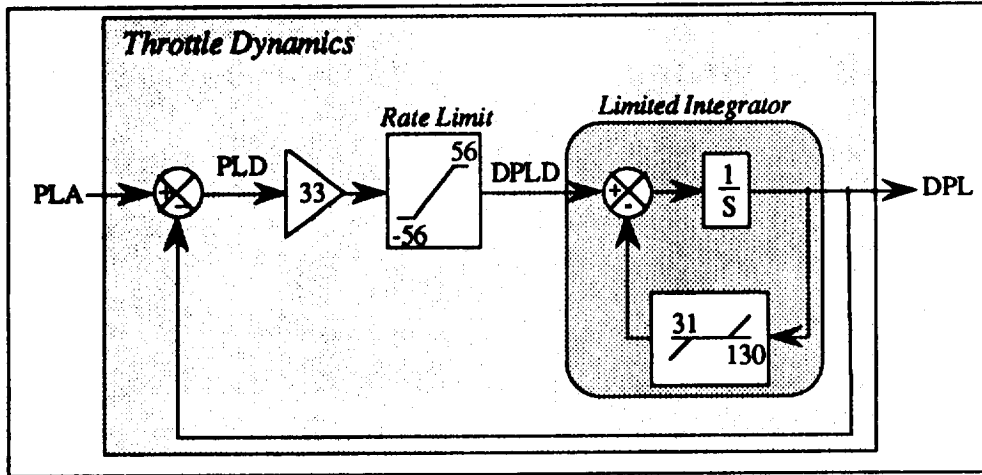 Throttle Dynamics
Rate Limit
Limited Integrator
PLA
+
-
PLD
33
56
-56
DPLD
+
-
1
S
DPL
31
130